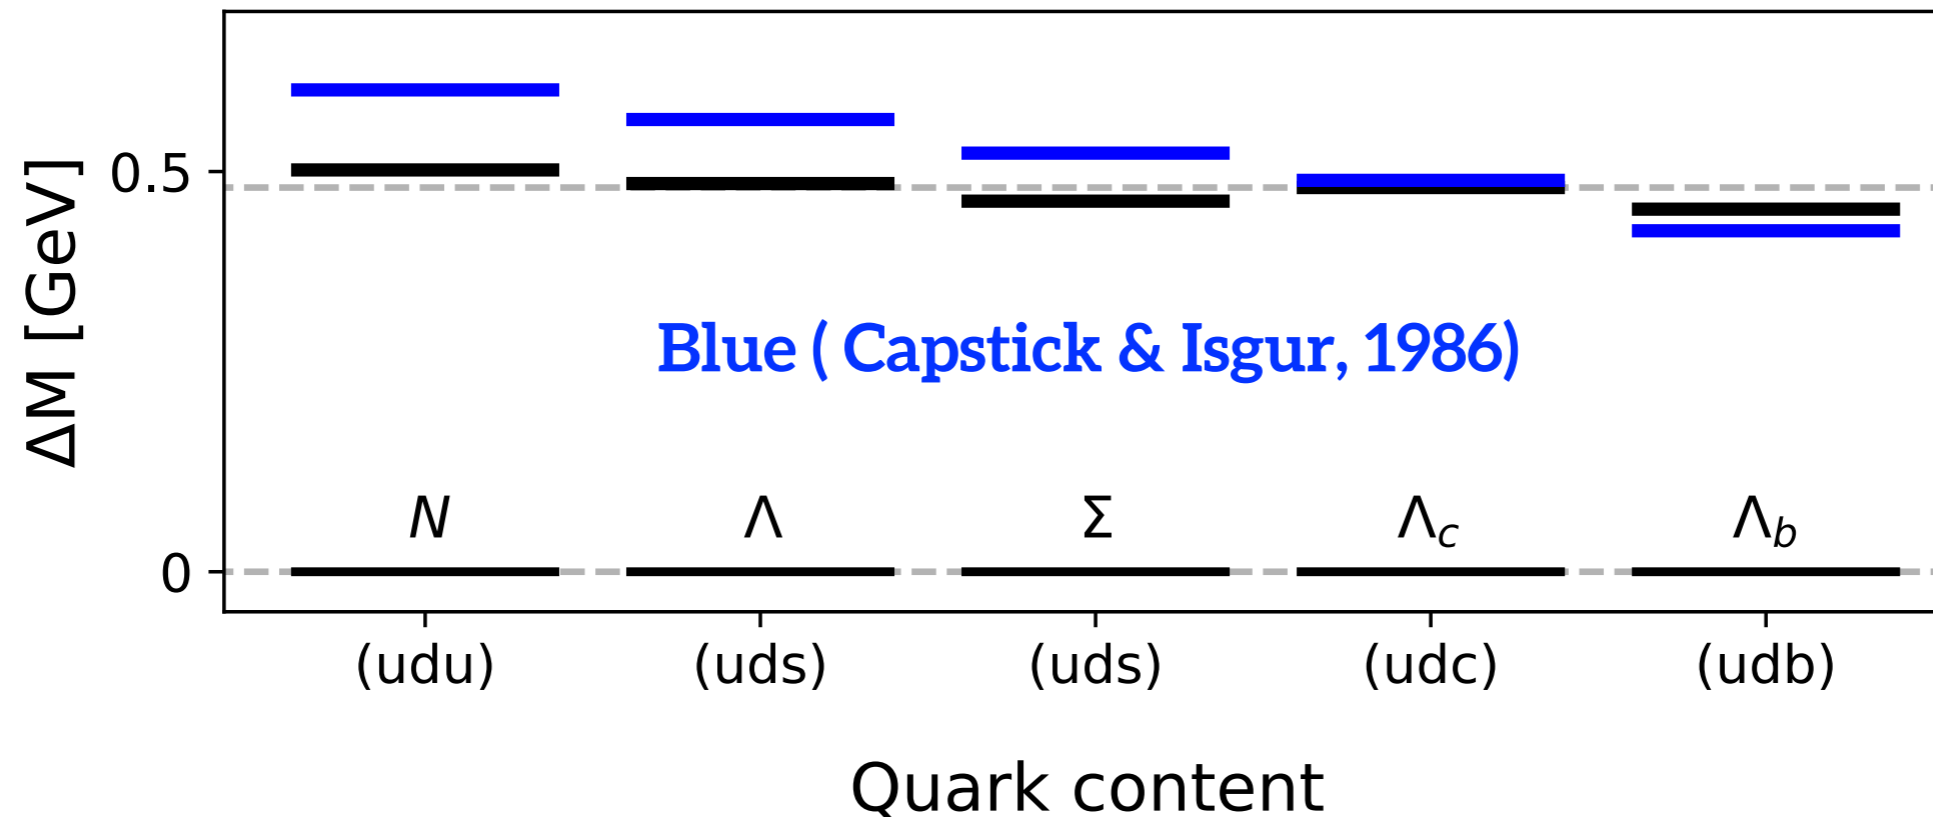 ΔM [GeV]
0.5
0
Blue ( Capstick & Isgur, 1986)
N Λ Σ Λc Λb
(udu) (uds) (uds) (udc) (udb)
Quark content